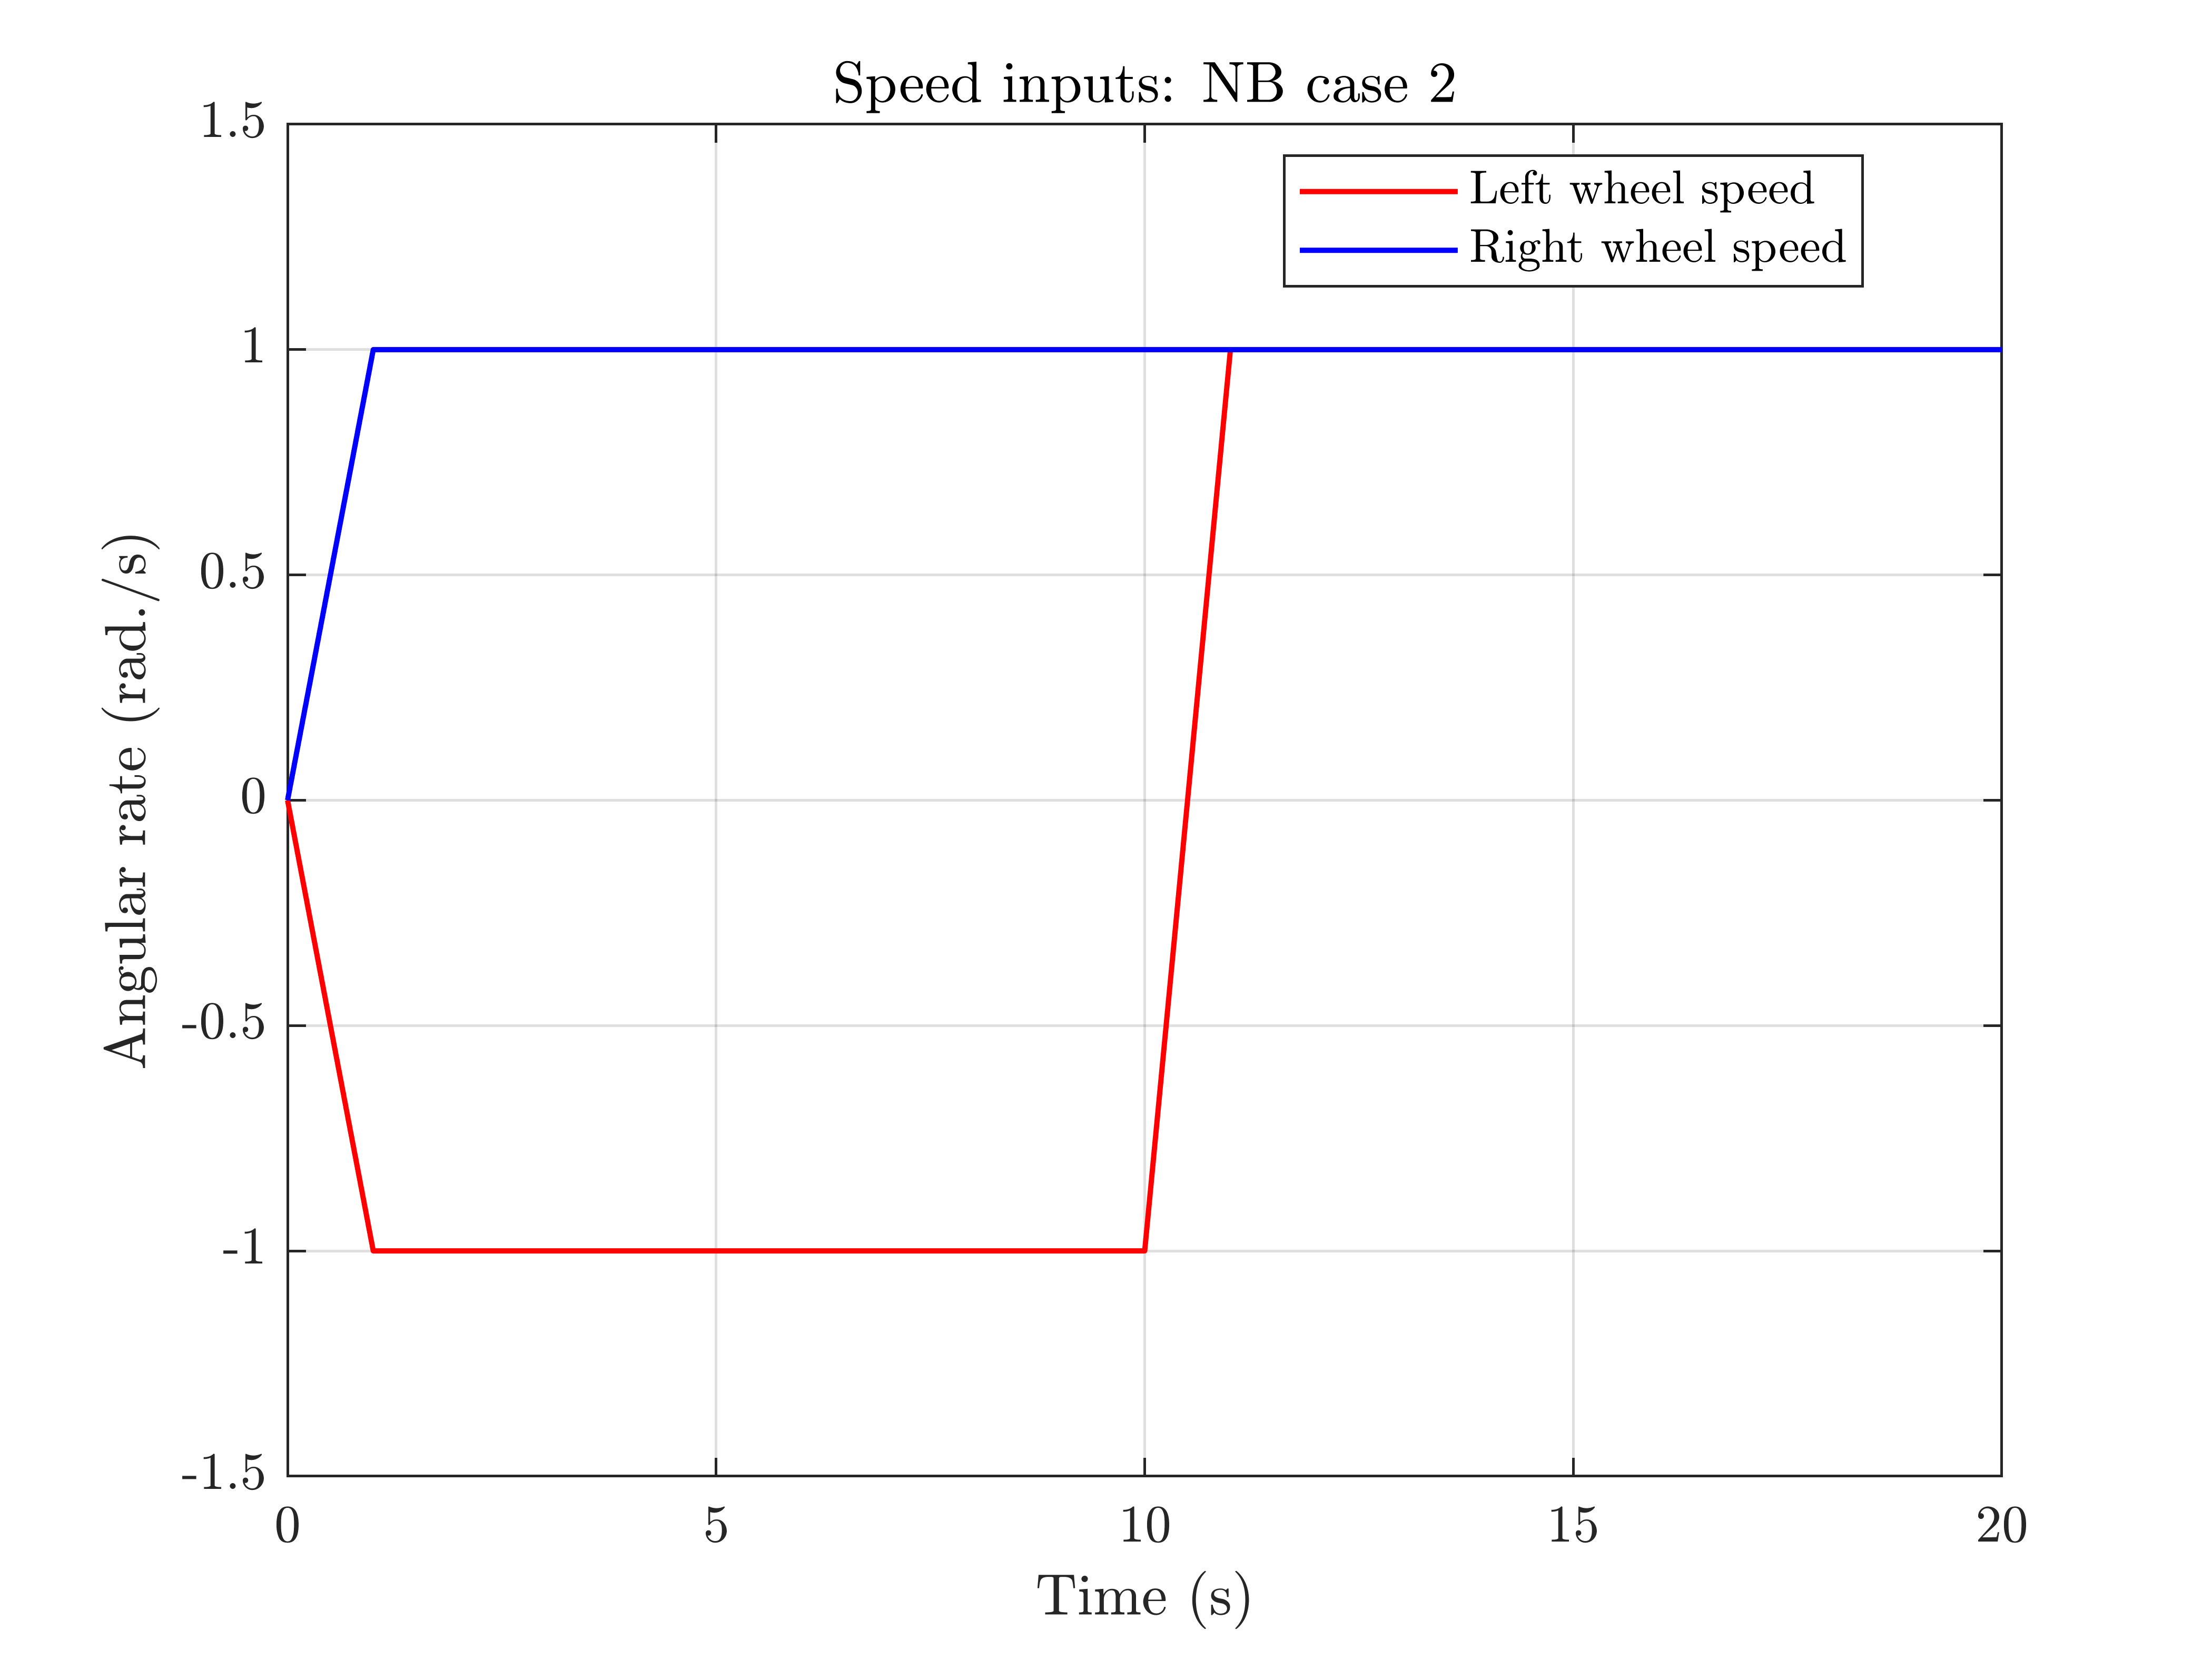 Speed inputs: NB case 2
1.5
1
0.5
0
-0.5
-1
-1.5
Angular rate (rad./s)
Left wheel speed
Right wheel speed
0 5 10 15 20
Time (s)